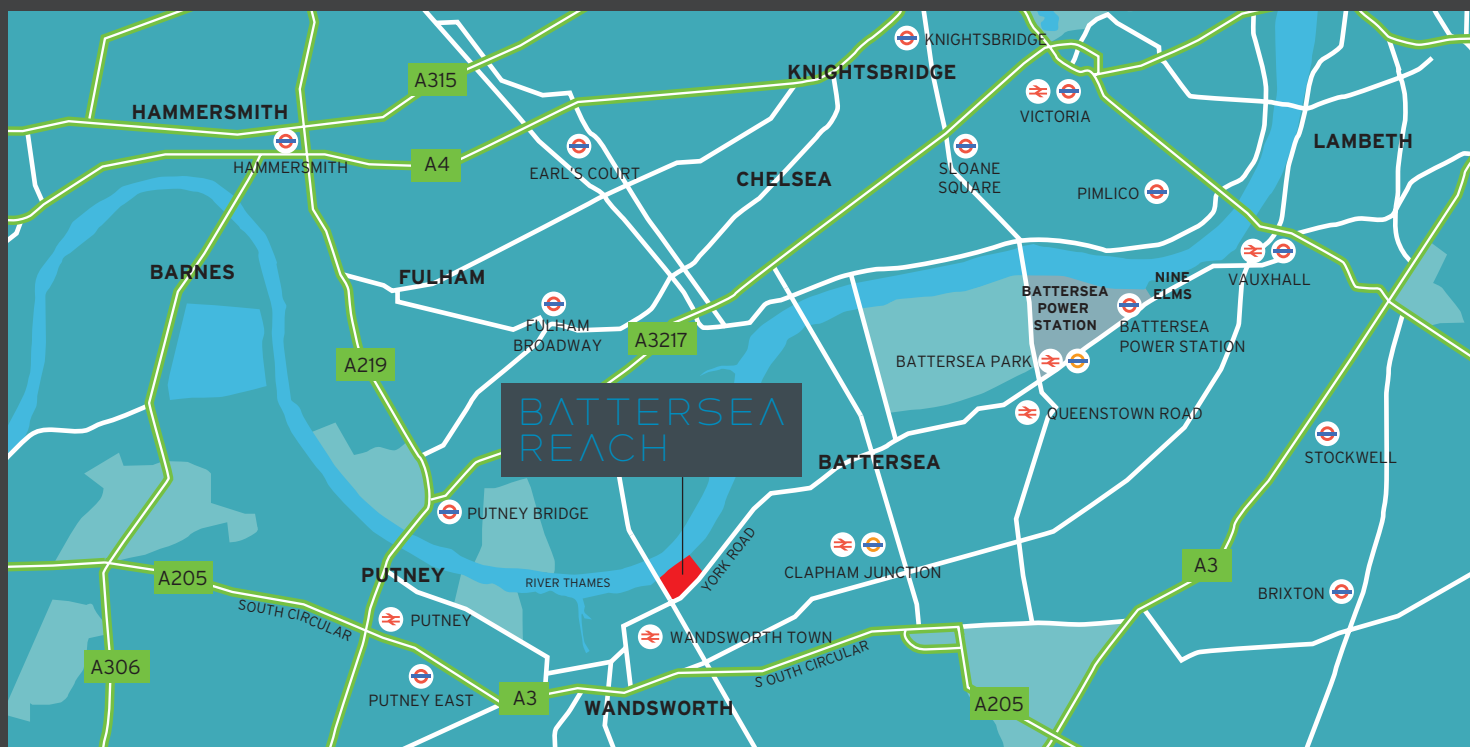 KNIGHTSBRIDGE
KNIGHTSBRIDGE
A315
VICTORIA
HAMMERSMITH
HAMMERSMITH
A4
EARL'S COURT
CHELSEA
SLOANE
SQUARE
PIMLICO
LAMBETH
BARNES
FULHAM
FULHAM
BROADWAY
A3217
A219
BATTERSEA
POWER
STATION
NINE
ELMS
VAUXHALL
BATTERSEA
POWER STATION
BATTERSEA PARK
QUEENSTOWN ROAD
STOCKWELL
BATTERSEA
REACH
BATTERSEA
PUTNEY BRIDGE
YORK ROAD
CLAPHAM JUNCTION
A3
BRIXTON
A205
PUTNEY
RIVER THAMES
SOUTH CIRCULAR
PUTNEY
WANDSWORTH TOWN
SOUTH CIRCULAR
A306
PUTNEY EAST
A3
WANDSWORTH
A205